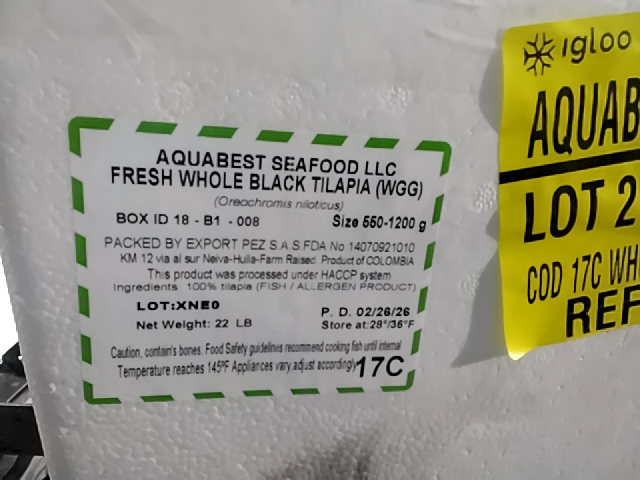 AQUABEST SEAFOOD LLC
FRESH WHOLE BLACK TILAPIA (WGG)
(Oreochromis niloticus)
BOX ID 18 - B1 - 008 Size 550-1200 g
PACKED BY EXPORT PEZ S.A.S.FDA No 14070921010
KM 12 via al sur Neiva-Huila-Farm Raised. Product of COLOMBIA
This product was processed under HACCP system
Ingredients 100% tilapia (FISH / ALLERGEN PRODUCT)
LOT:XNE0 P. D. 02/26/26
Net Weight: 22 LB Store at:28°/36°F
Caution, contain's bones. Food Safety guidelines recommend cooking fish until internal
Temperature reaches 145ºF Appliances vary,adjust accordingly 17C
igloo
AQUAB
LOT 2
COD 17C WH
REF